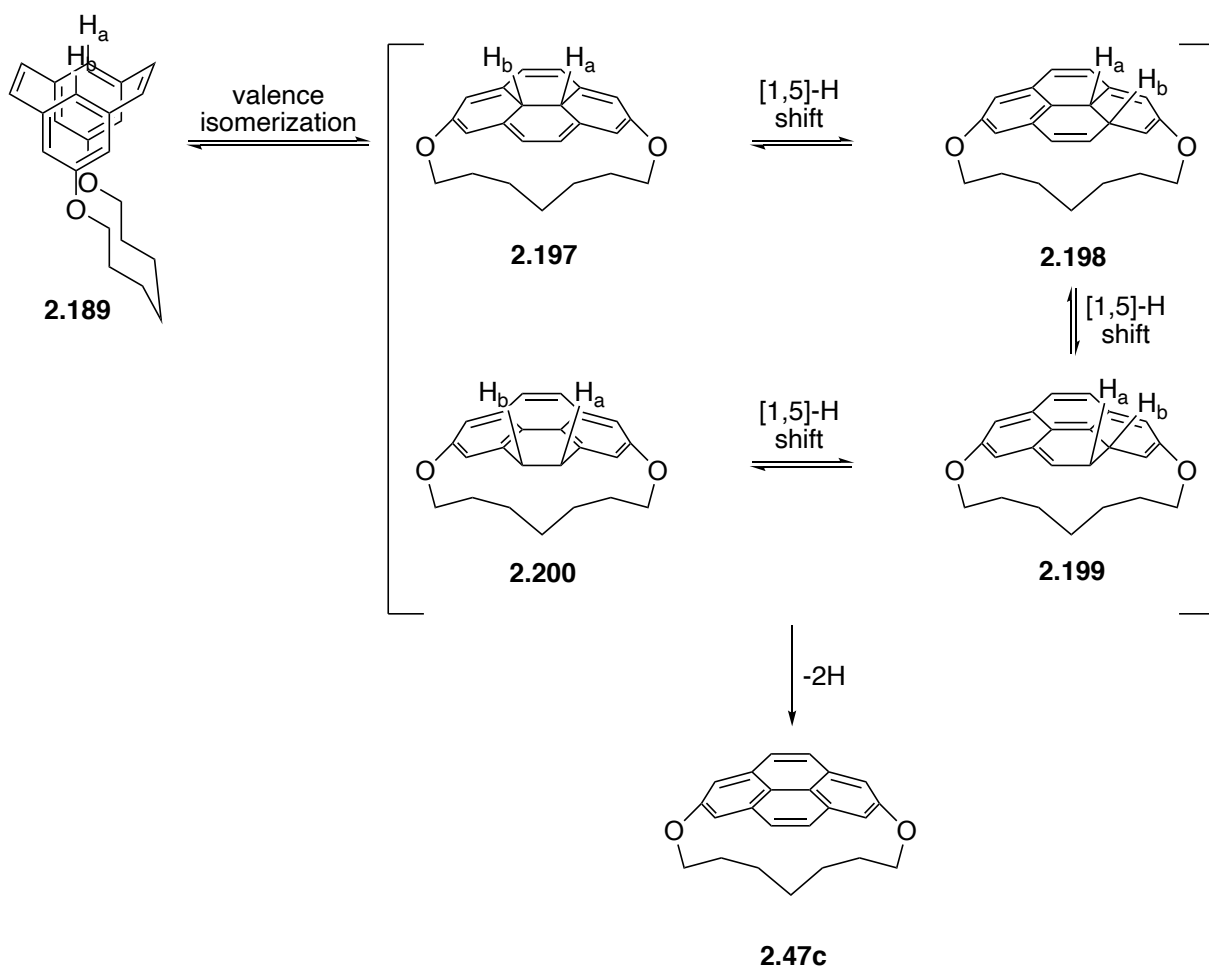 Ha
Hb
O
O
2.189
valence
isomerization
Hb
Ha
O
O
2.197
[1,5]-H
shift
Ha
Hb
O
O
2.198
[1,5]-H
shift
Hb
Ha
O
O
2.200
[1,5]-H
shift
Ha
Hb
O
O
2.199
-2H
O
O
2.47c